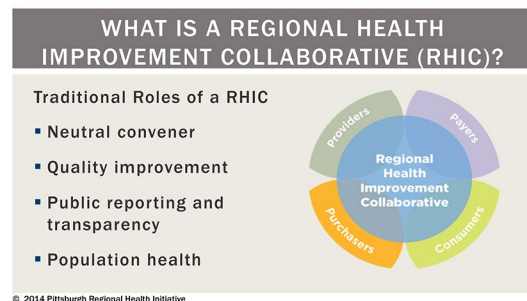 WHAT IS A REGIONAL HEALTH
IMPROVEMENT COLLABORATIVE (RHIC)?
Traditional Roles of a RHIC
▪ Neutral convener
▪ Quality improvement
▪ Public reporting and
transparency
▪ Population health
Providers
Payers
Regional
Health
Improvement
Collaborative
Purchasers
Consumers
© 2014 Pittsburgh Regional Health Initiative